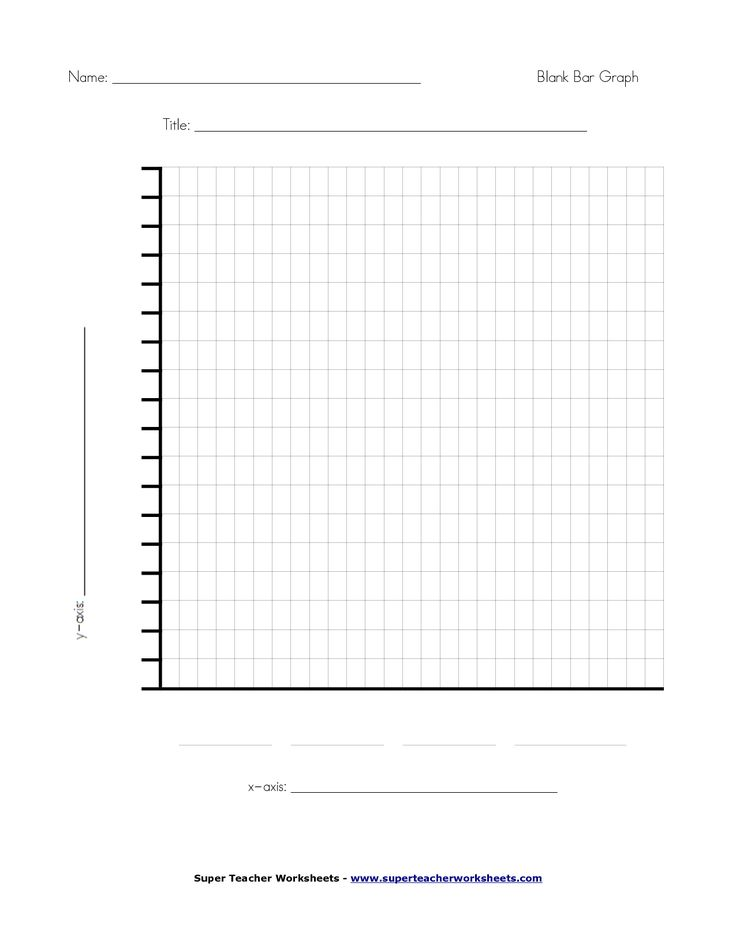 Name: Blank Bar Graph
Title:
y-axis:
x-axis:
Super Teacher Worksheets - www.superteacherworksheets.com